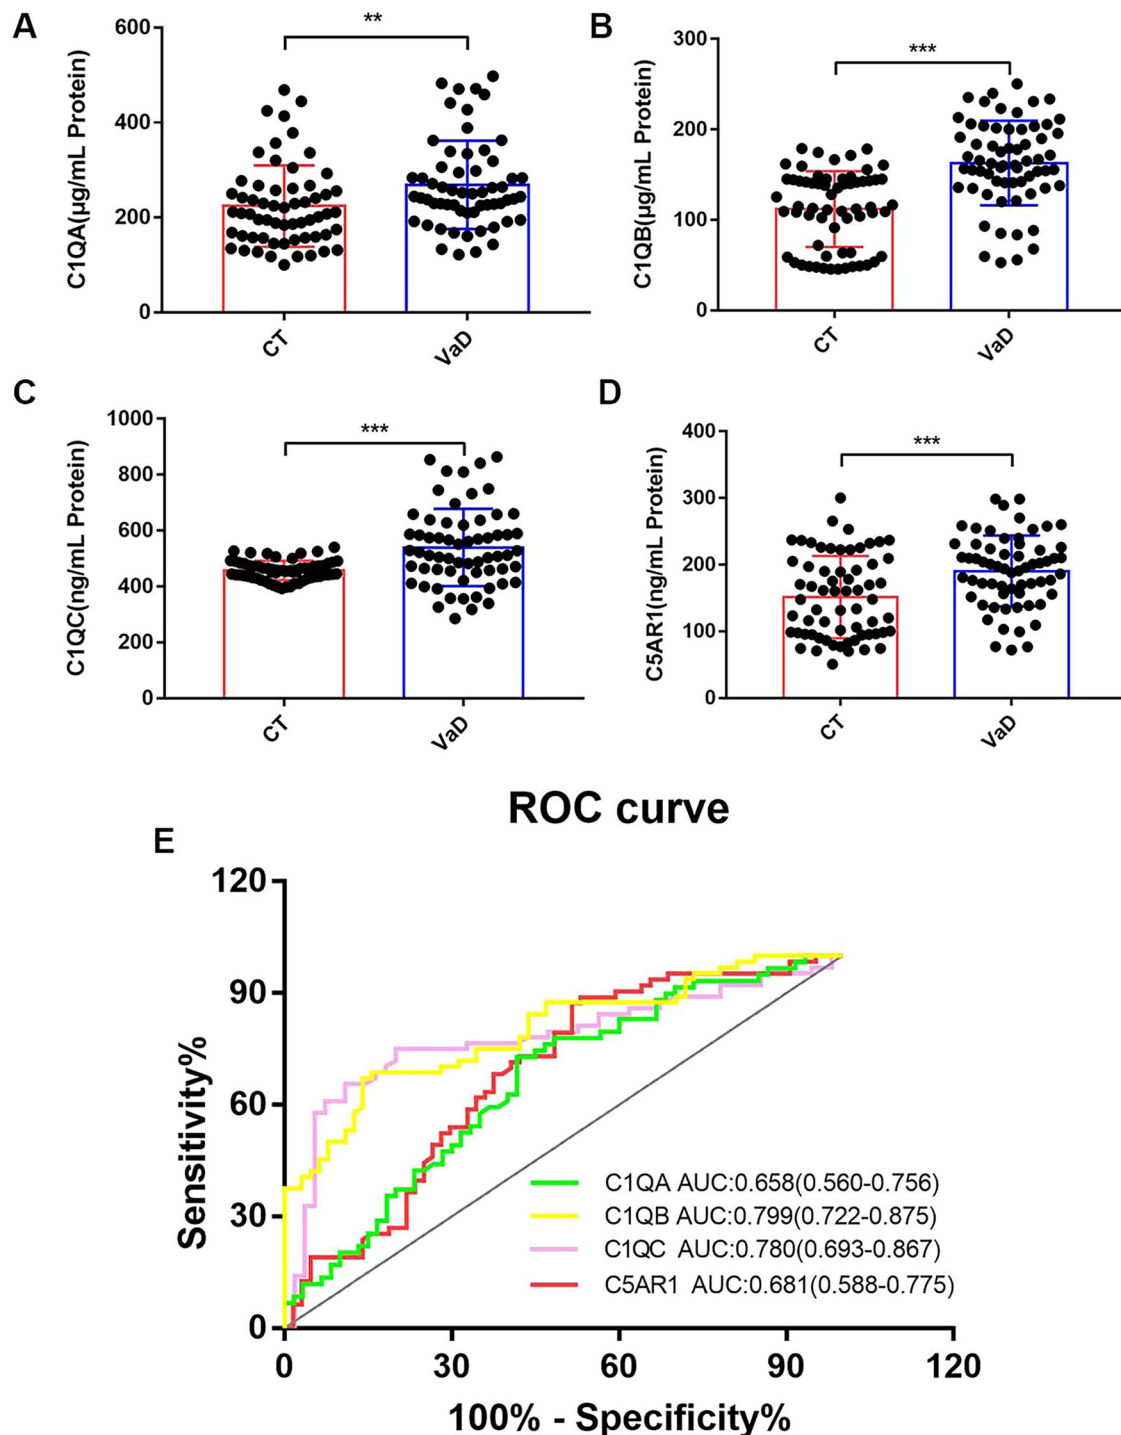 A
C1QA(µg/mL Protein)
600
400
200
0
**
CT
VaD
B
C1QB(µg/mL Protein)
300
200
100
0
***
CT
VaD
C
C1QC(ng/mL Protein)
1000
800
600
400
200
0
***
CT
VaD
D
C5AR1(ng/mL Protein)
400
300
200
100
0
***
CT
VaD
ROC curve
E
Sensitivity%
120
90
60
30
0
C1QA AUC:0.658(0.560-0.756)
C1QB AUC:0.799(0.722-0.875)
C1QC AUC:0.780(0.693-0.867)
C5AR1 AUC:0.681(0.588-0.775)
0 30 60 90 120
100% - Specificity%